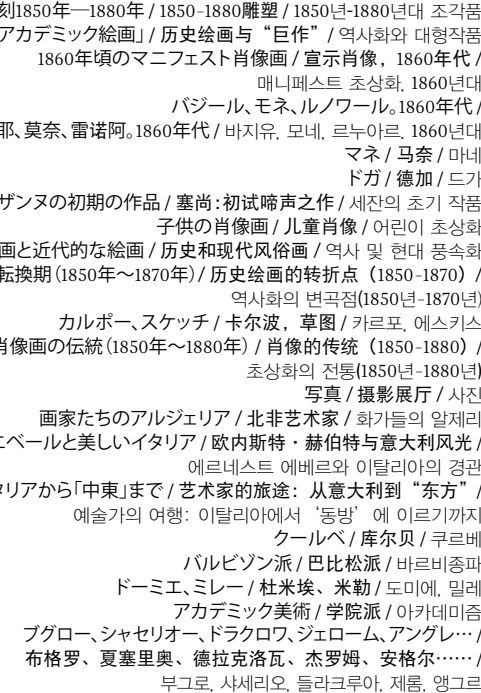 刻1850年―1880年 / 1850-1880雕塑 / 1850년-1880년대 조각품
アカデミック絵画」/ 历史绘画与“巨作” / 역사화와 대형작품
1860年頃のマニフェスト肖像画 / 宣示肖像，1860年代 /
매니페스트 초상화, 1860년대
バジール、モネ、ルノワール。1860年代 /
耶、莫奈、雷诺阿。1860年代 / 바지유, 모네, 르누아르, 1860년대
マネ / 马奈 / 마네
ドガ / 德加 / 드가
ザンヌの初期の作品 / 塞尚：初试啼声之作 / 세잔의 초기 작품
子供の肖像画 / 儿童肖像 / 어린이 초상화
画と近代的な絵画 / 历史和现代风俗画 / 역사 및 현대 풍속화
転換期（1850年～1870年）/ 历史绘画的转折点（1850-1870）/
역사화의 변곡점(1850년-1870년)
カルポー、スケッチ / 卡尔波，草图 / 카르포, 에스키스
肖像画の伝統（1850年～1880年）/ 肖像的传统（1850-1880）/
초상화의 전통(1850년-1880년)
写真 / 摄影展厅 / 사진
画家たちのアルジェリア / 北非艺术家 / 화가들의 알제리
エベールと美しいイタリア / 欧内斯特・赫伯特与意大利风光 /
에르네스트 에베르와 이탈리아의 경관
タリアから「中東」まで / 艺术家的旅途：从意大利到“东方” /
예술가의 여행: 이탈리아에서 ‘동방’에 이르기까지
クールベ / 库尔贝 / 쿠르베
バルビゾン派 / 巴比松派 / 바르비종파
ドーミエ、ミレー / 杜米埃、米勒 / 도미에, 밀레
アカデミック美術 / 学院派 / 아카데미즘
ブグロー、シャセリオー、ドラクロワ、ジェローム、アングレ… /
布格罗、夏塞里奥、德拉克洛瓦、杰罗姆、安格尔…… /
부그로, 샤세리오, 들라크루아, 제롬, 앵그르